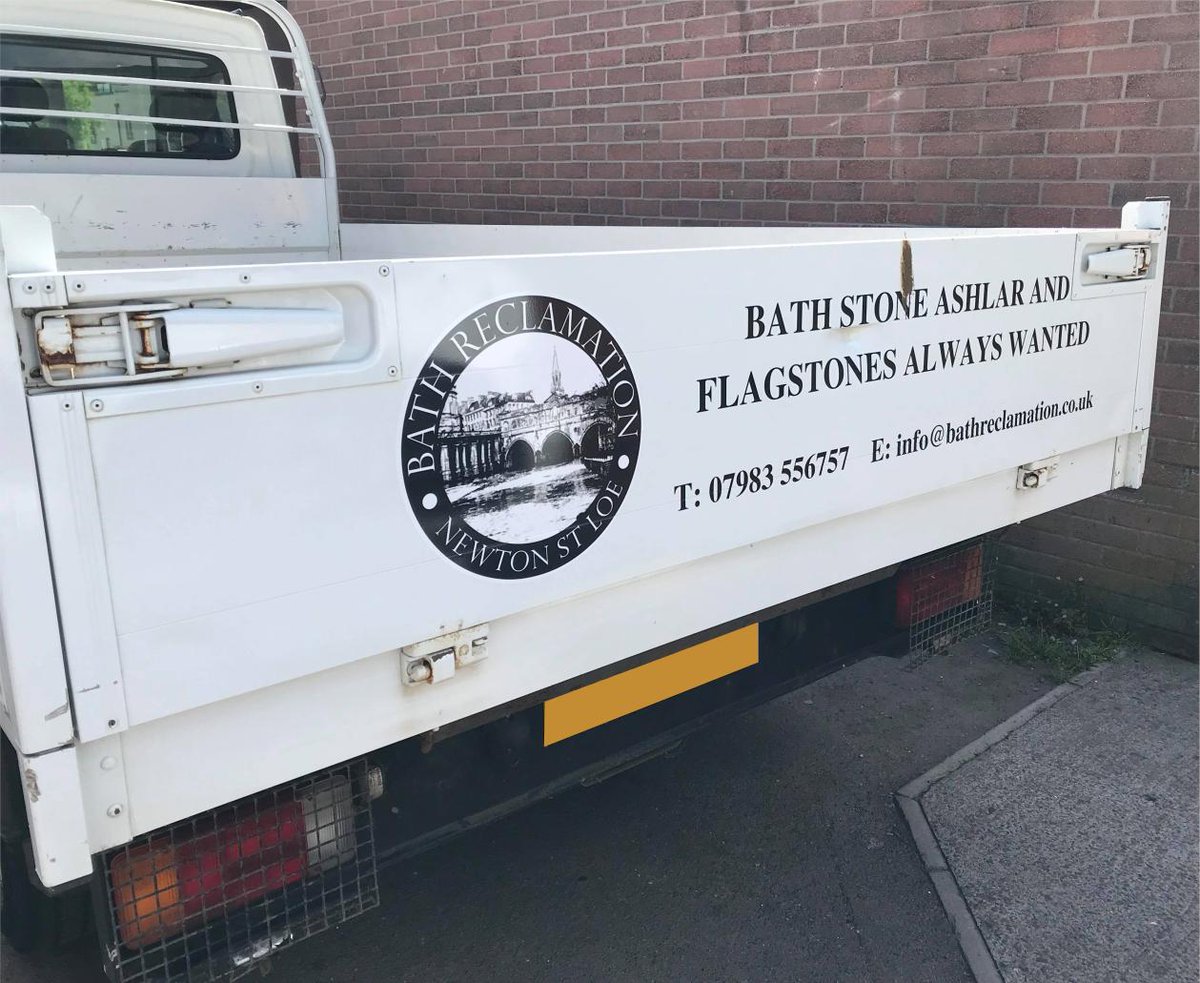 BATH RECLAMATION
NEWTON ST LOE
BATH STONE ASHLAR AND
FLAGSTONES ALWAYS WANTED
T: 07983 556757 E: info@bathreclamation.co.uk